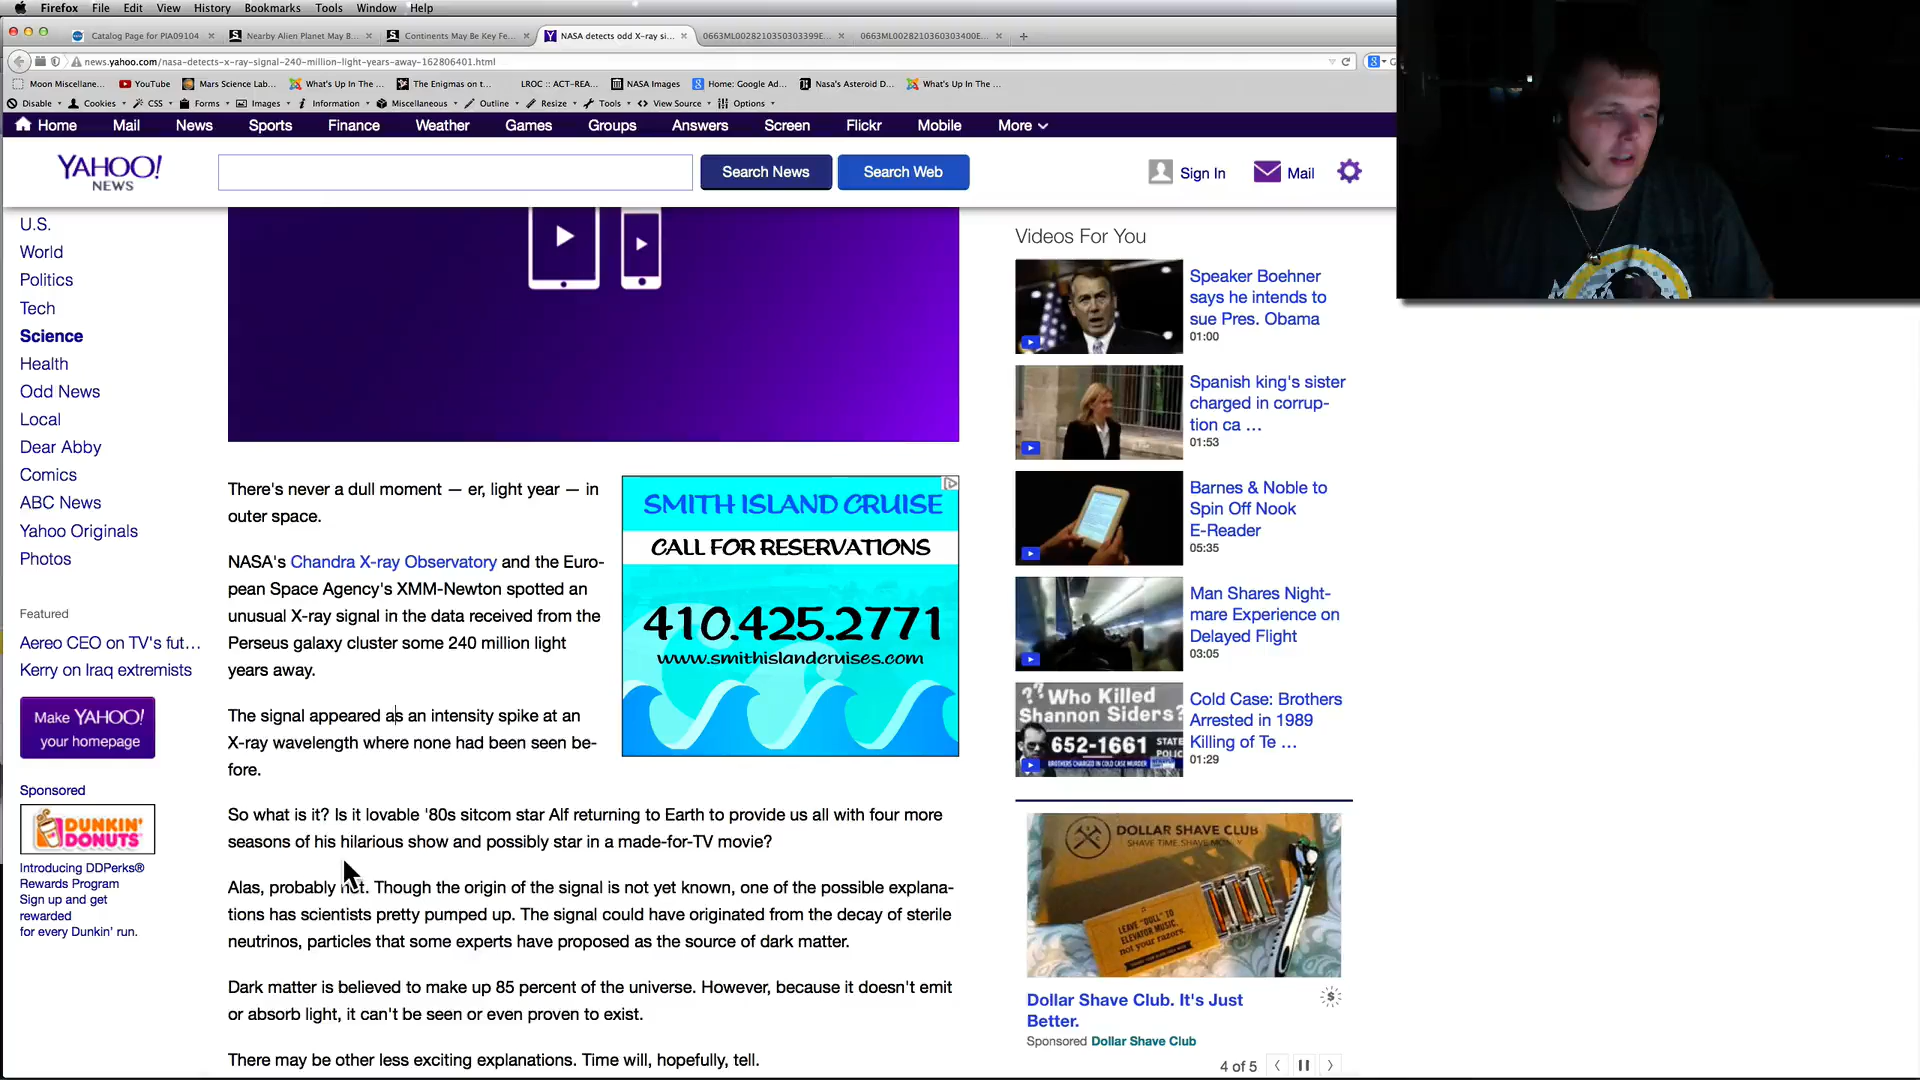 Firefox File Edit View History Bookmarks Tools Window Help
Catalog Page for PIA09104 Nearby Alien Planet May B... Continents May Be Key Fe... NASA detects odd X-ray si... 0663ML0028210350303399E... 0663ML0028210360303400E...
news.yahoo.com/nasa-detects-x-ray-signal-240-million-light-years-away-162806401.html
Moon Miscellane... YouTube Mars Science Lab... What's Up In The ... The Enigmas on t... LROC :: ACT-REA... NASA Images Home: Google Ad... Nasa's Asteroid D... What's Up In The ...
Disable Cookies CSS Forms Images Information Miscellaneous Outline Resize Tools View Source Options
Home Mail News Sports Finance Weather Games Groups Answers Screen Flickr Mobile More
YAHOO!
NEWS
Search News Search Web Sign In Mail
U.S.
World
Politics
Tech
Science
Health
Odd News
Local
Dear Abby
Comics
ABC News
Yahoo Originals
Photos
Featured
Aereo CEO on TV's fut...
Kerry on Iraq extremists
Make YAHOO!
your homepage
Sponsored
DUNKIN'
DONUTS
Introducing DDPerks®
Rewards Program
Sign up and get
rewarded
for every Dunkin' run.
There's never a dull moment — er, light year — in
outer space.
NASA's Chandra X-ray Observatory and the Euro-
pean Space Agency's XMM-Newton spotted an
unusual X-ray signal in the data received from the
Perseus galaxy cluster some 240 million light
years away.
The signal appeared as an intensity spike at an
X-ray wavelength where none had been seen be-
fore.
So what is it? Is it lovable '80s sitcom star Alf returning to Earth to provide us all with four more
seasons of his hilarious show and possibly star in a made-for-TV movie?
Alas, probably not. Though the origin of the signal is not yet known, one of the possible explana-
tions has scientists pretty pumped up. The signal could have originated from the decay of sterile
neutrinos, particles that some experts have proposed as the source of dark matter.
Dark matter is believed to make up 85 percent of the universe. However, because it doesn't emit
or absorb light, it can't be seen or even proven to exist.
There may be other less exciting explanations. Time will, hopefully, tell.
SMITH ISLAND CRUISE
CALL FOR RESERVATIONS
410.425.2771
www.smithislandcruises.com
Videos For You
Speaker Boehner
says he intends to
sue Pres. Obama
01:00
Spanish king's sister
charged in corrup-
tion ca ...
01:53
Barnes & Noble to
Spin Off Nook
E-Reader
05:35
Man Shares Night-
mare Experience on
Delayed Flight
03:05
?? Who Killed
Shannon Siders?
652-1661 STATE
BROTHERS CHARGED IN COLD CASE MURDER
Cold Case: Brothers
Arrested in 1989
Killing of Te ...
01:29
DOLLAR SHAVE CLUB
SHAVE TIME. SHAVE MONEY
LEAVE "DULL" TO
ELEVATOR MUSIC,
not your razors.
Dollar Shave Club. It's Just
Better.
Sponsored Dollar Shave Club
4 of 5